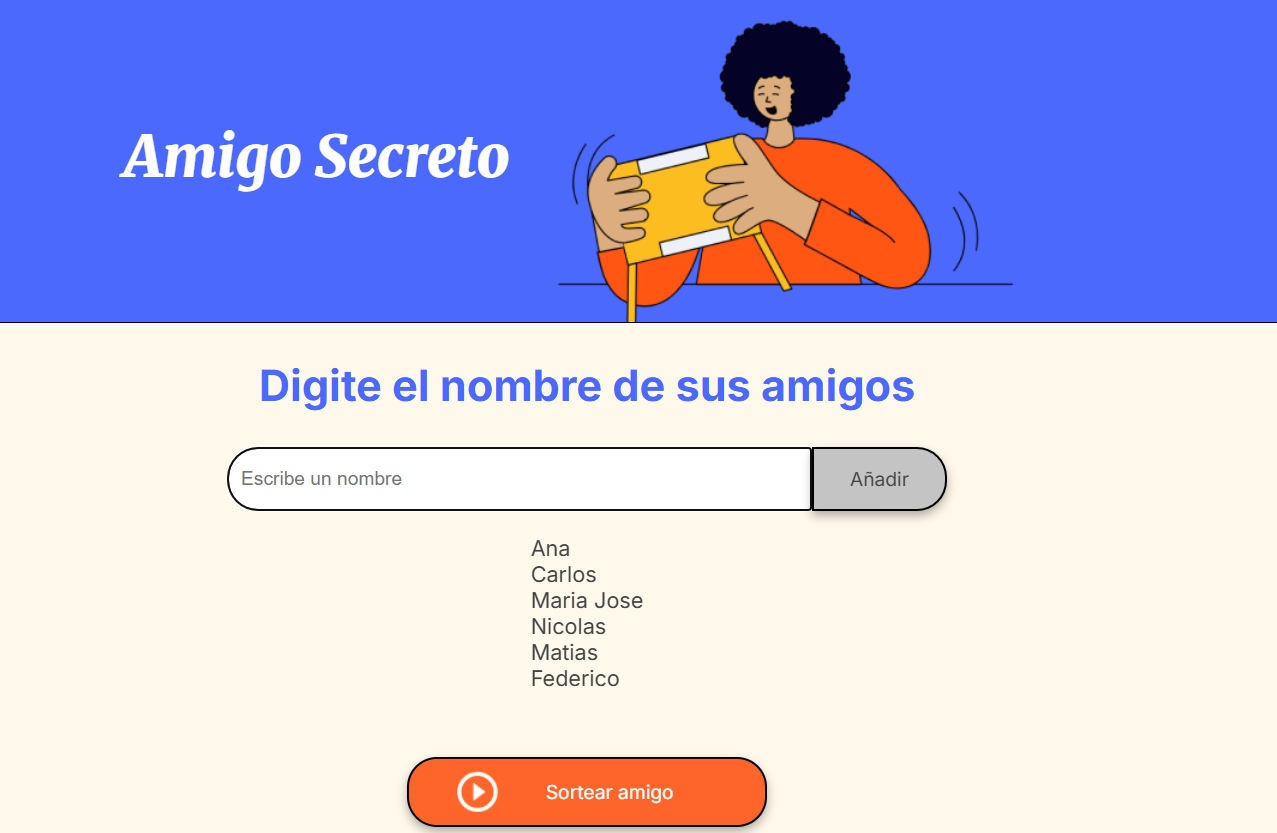 Amigo Secreto
Digite el nombre de sus amigos
Escribe un nombre
Añadir
Ana
Carlos
Maria Jose
Nicolas
Matias
Federico
Sortear amigo